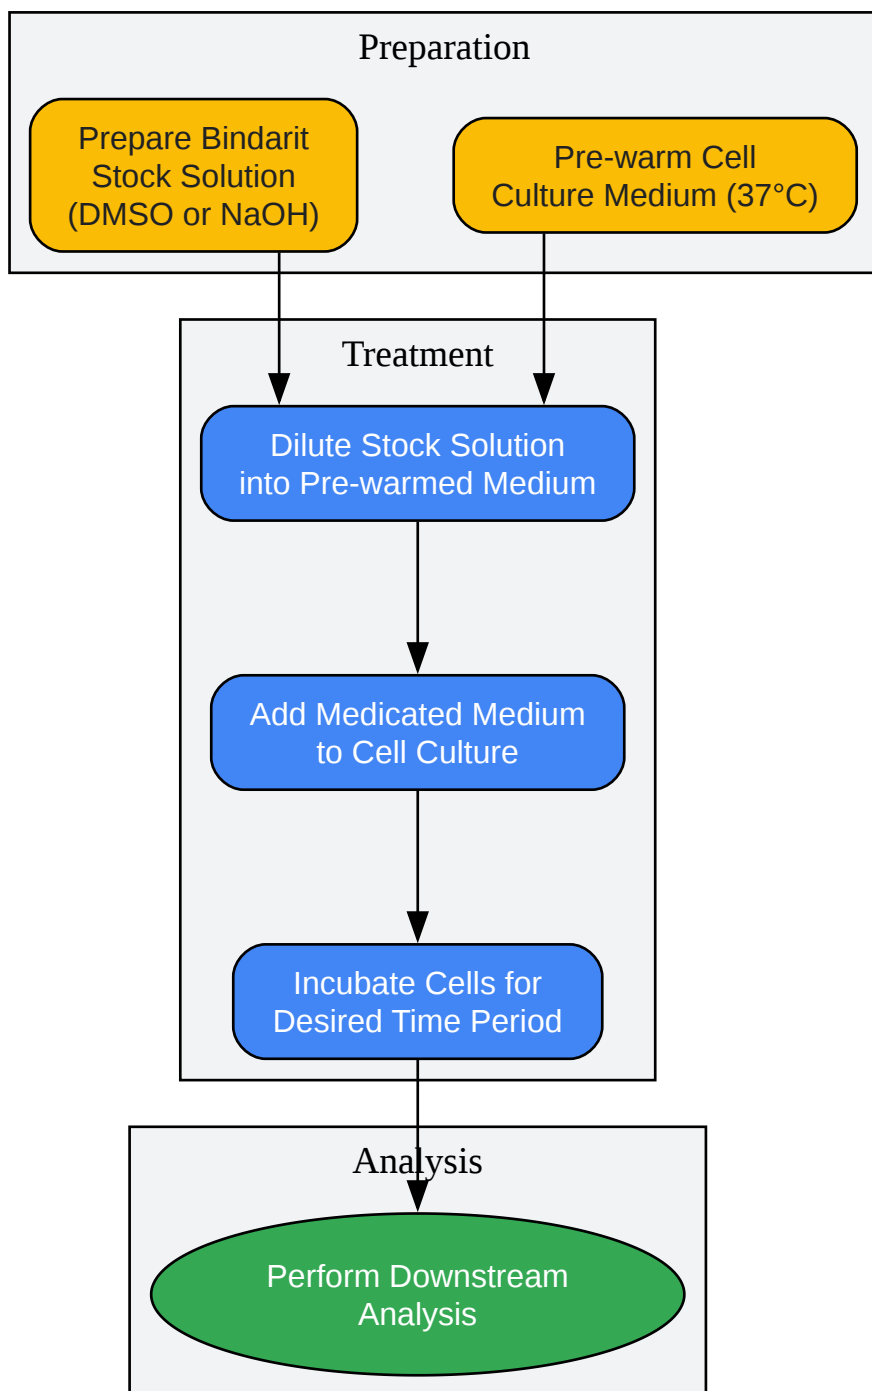 Preparation
Prepare Bindarit
Stock Solution
(DMSO or NaOH)
Pre-warm Cell
Culture Medium (37°C)
Treatment
Dilute Stock Solution
into Pre-warmed Medium
Add Medicated Medium
to Cell Culture
Incubate Cells for
Desired Time Period
Analysis
Perform Downstream
Analysis